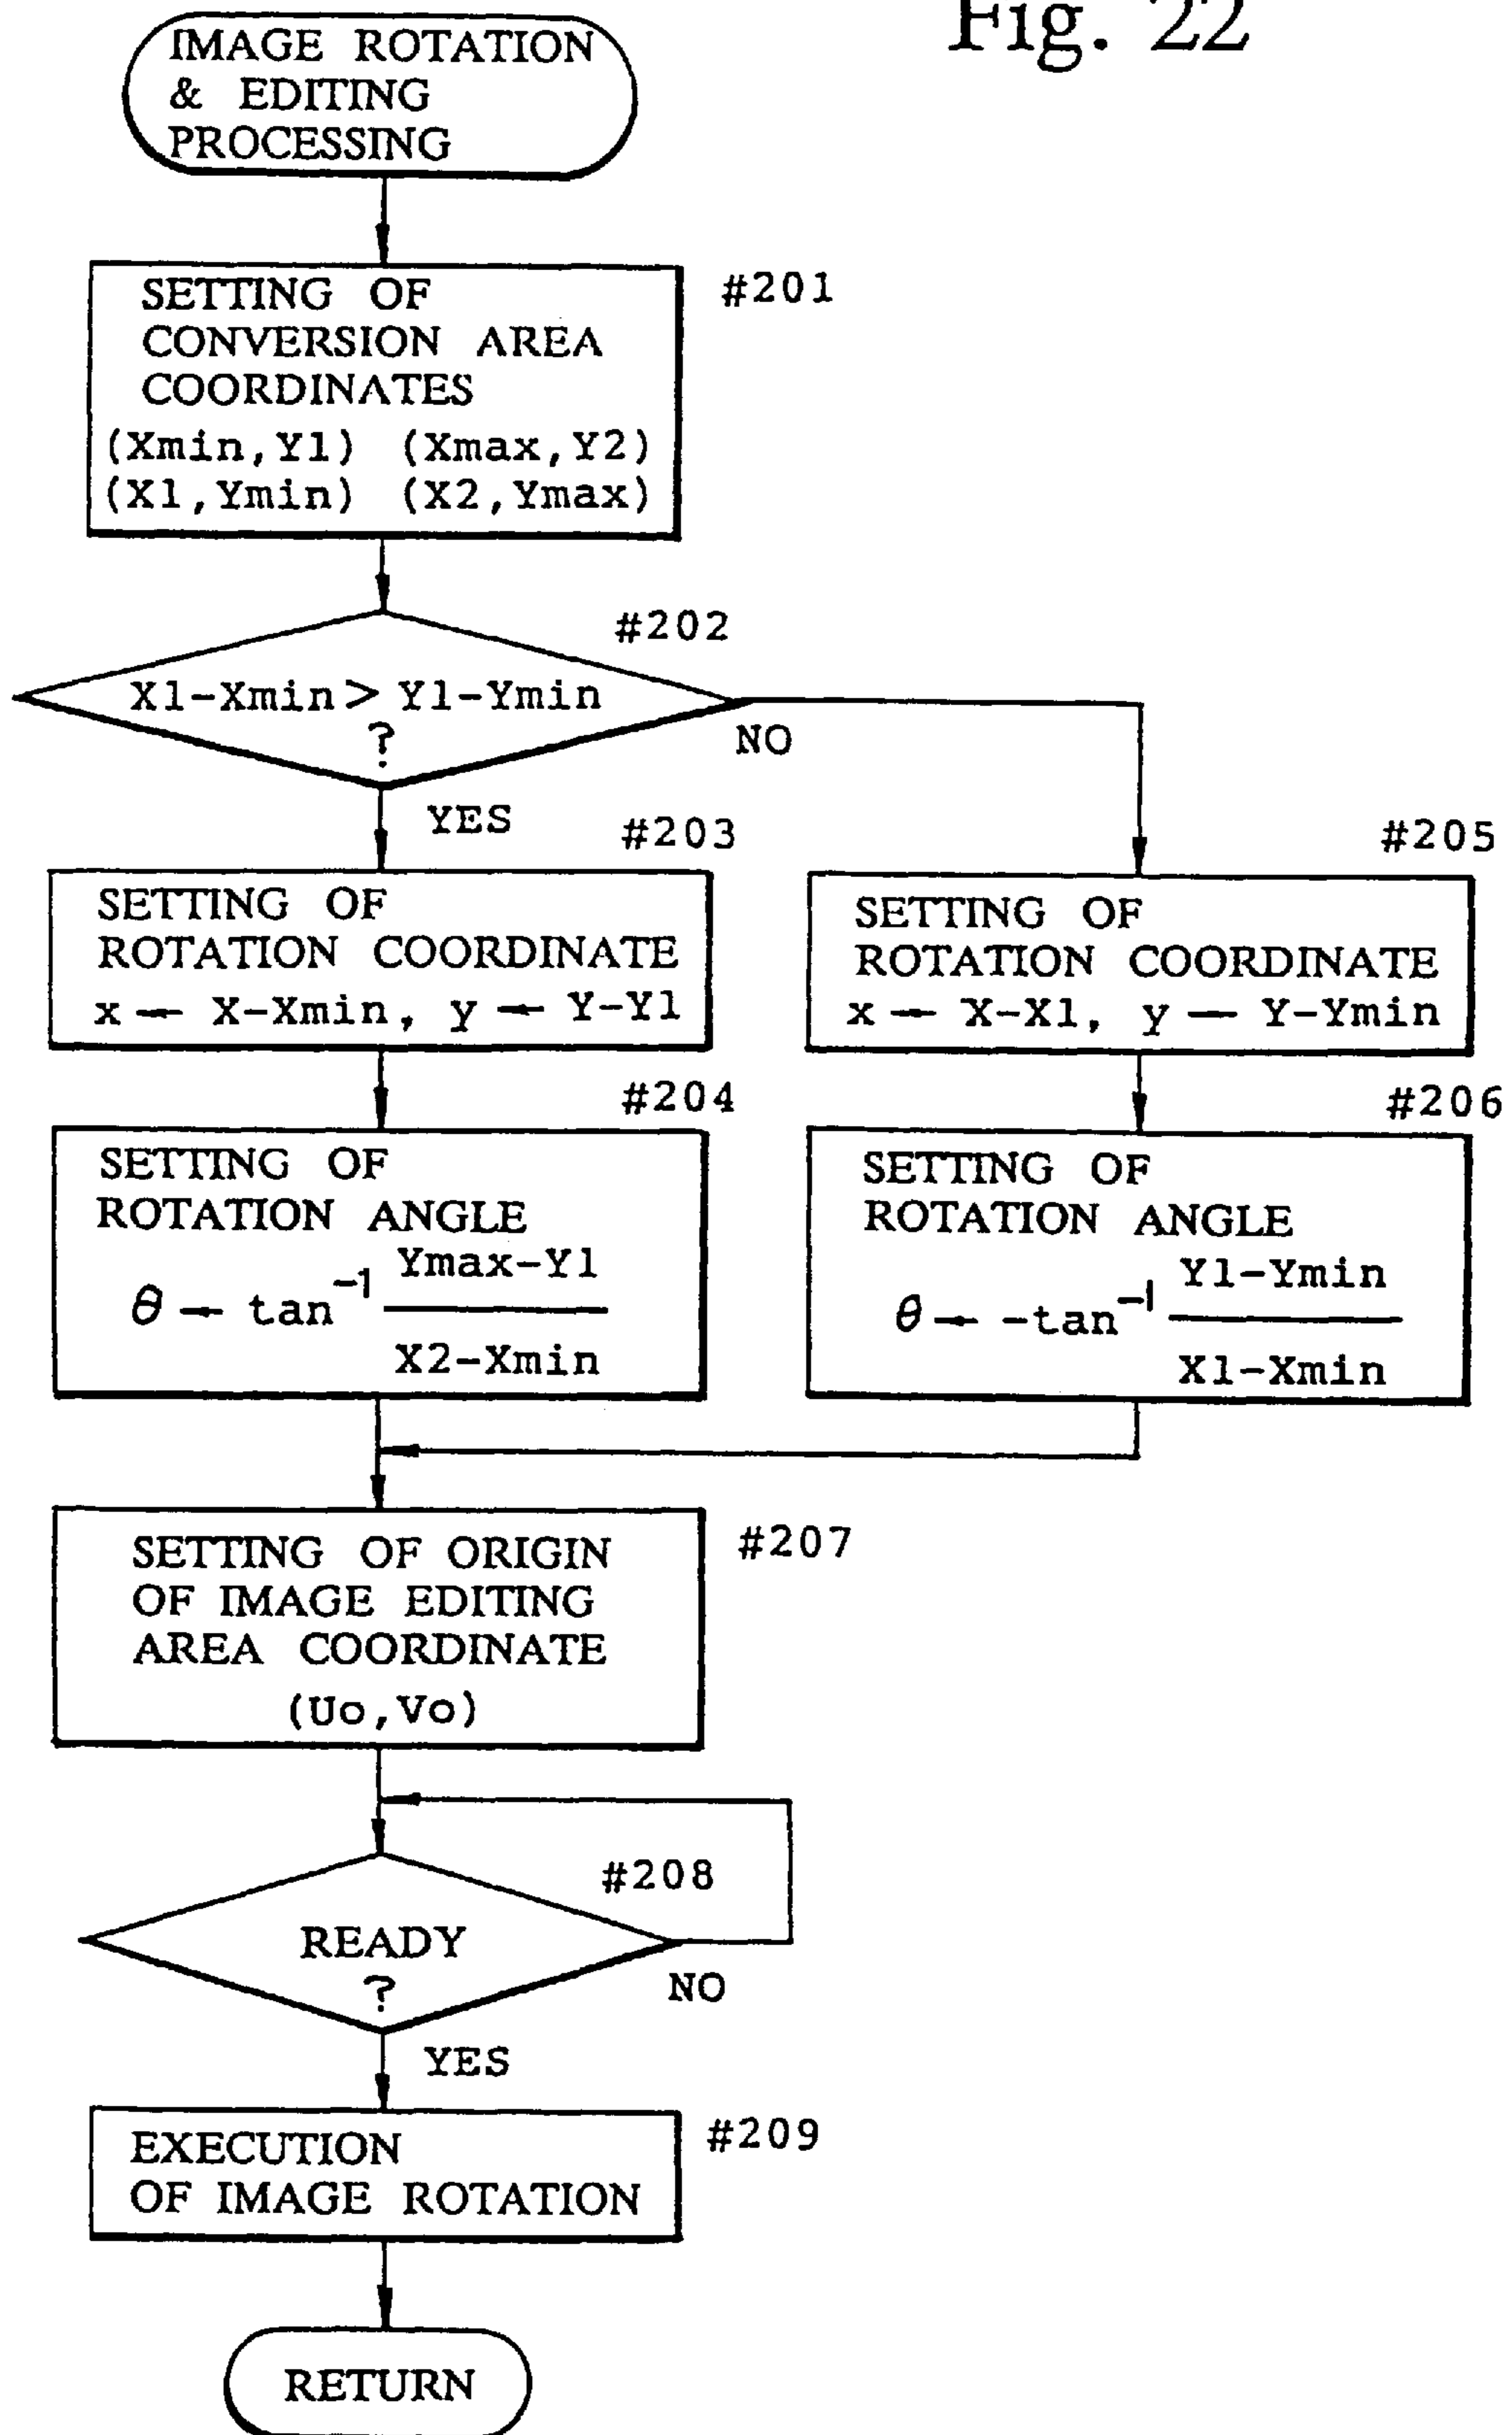 Fig. 22
IMAGE ROTATION
& EDITING
PROCESSING
#201
SETTING OF
CONVERSION AREA
COORDINATES
(Xmin,Y1) (Xmax,Y2)
(X1,Ymin) (X2,Ymax)
#202
X1-Xmin> Y1-Ymin
?
NO
YES
#203
SETTING OF
ROTATION COORDINATE
x ← X-Xmin, y ← Y-Y1
#205
SETTING OF
ROTATION COORDINATE
x ← X-X1, y — Y-Ymin
#204
SETTING OF
ROTATION ANGLE
Ymax-Y1
θ ← tan⁻¹
X2-Xmin
#206
SETTING OF
ROTATION ANGLE
Y1-Ymin
θ ← -tan⁻¹
X1-Xmin
#207
SETTING OF ORIGIN
OF IMAGE EDITING
AREA COORDINATE
(Uo,Vo)
#208
READY
?
NO
YES
#209
EXECUTION
OF IMAGE ROTATION
RETURN